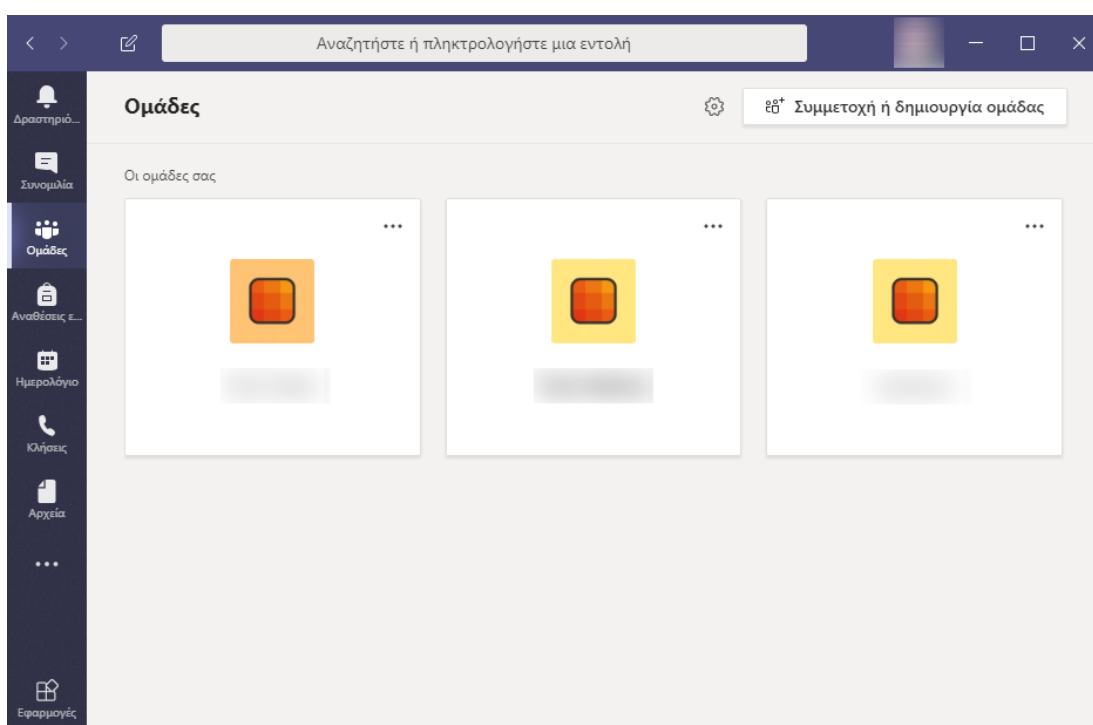 Αναζητήστε ή πληκτρολογήστε μια εντολή
Δραστηριό...
Συνομιλία
Ομάδες
Αναθέσεις ε...
Ημερολόγιο
Κλήσεις
Αρχεία
Εφαρμογές
Ομάδες
Συμμετοχή ή δημιουργία ομάδας
Οι ομάδες σας